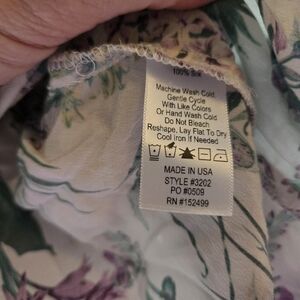 100% Silk
Machine Wash Cold
Gentle Cycle
With Like Colors
Or Hand Wash Cold
Do Not Bleach
Reshape, Lay Flat To Dry
Cool Iron If Needed
MADE IN USA
STYLE #3202
PO #0509
RN #152499